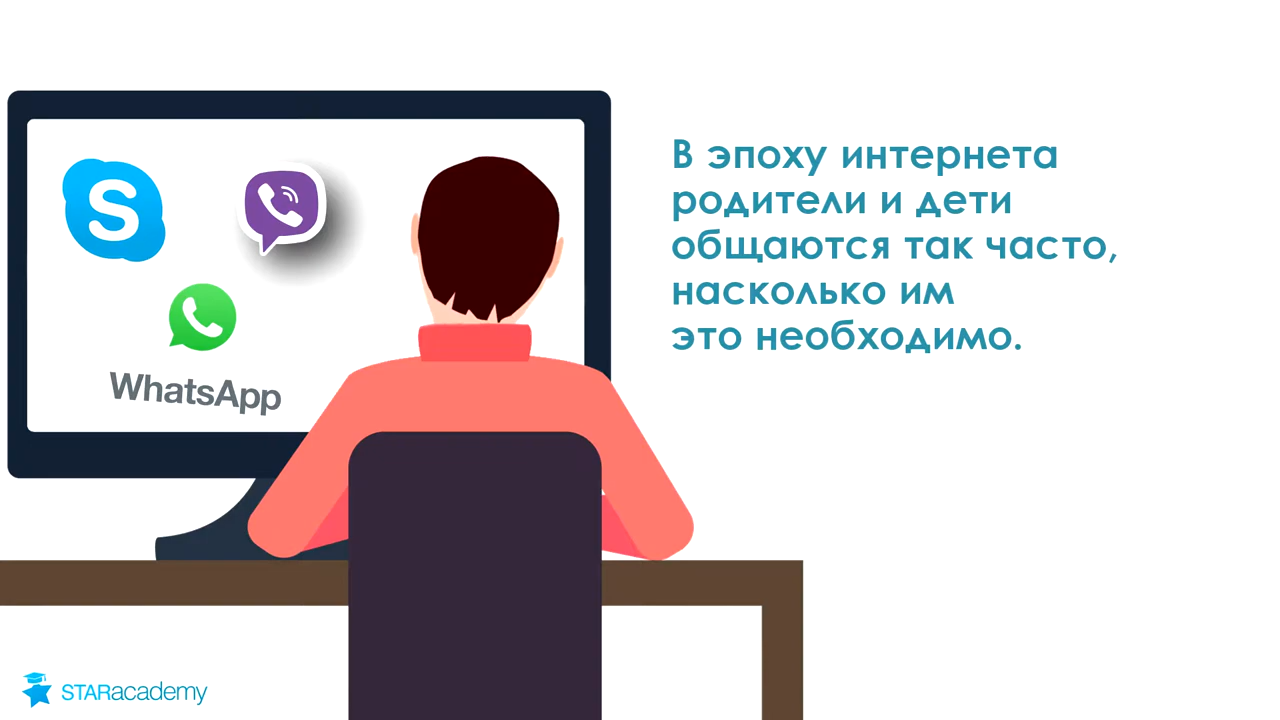 В эпоху интернета
родители и дети
общаются так часто,
насколько им
это необходимо.
S
WhatsApp
STARacademy